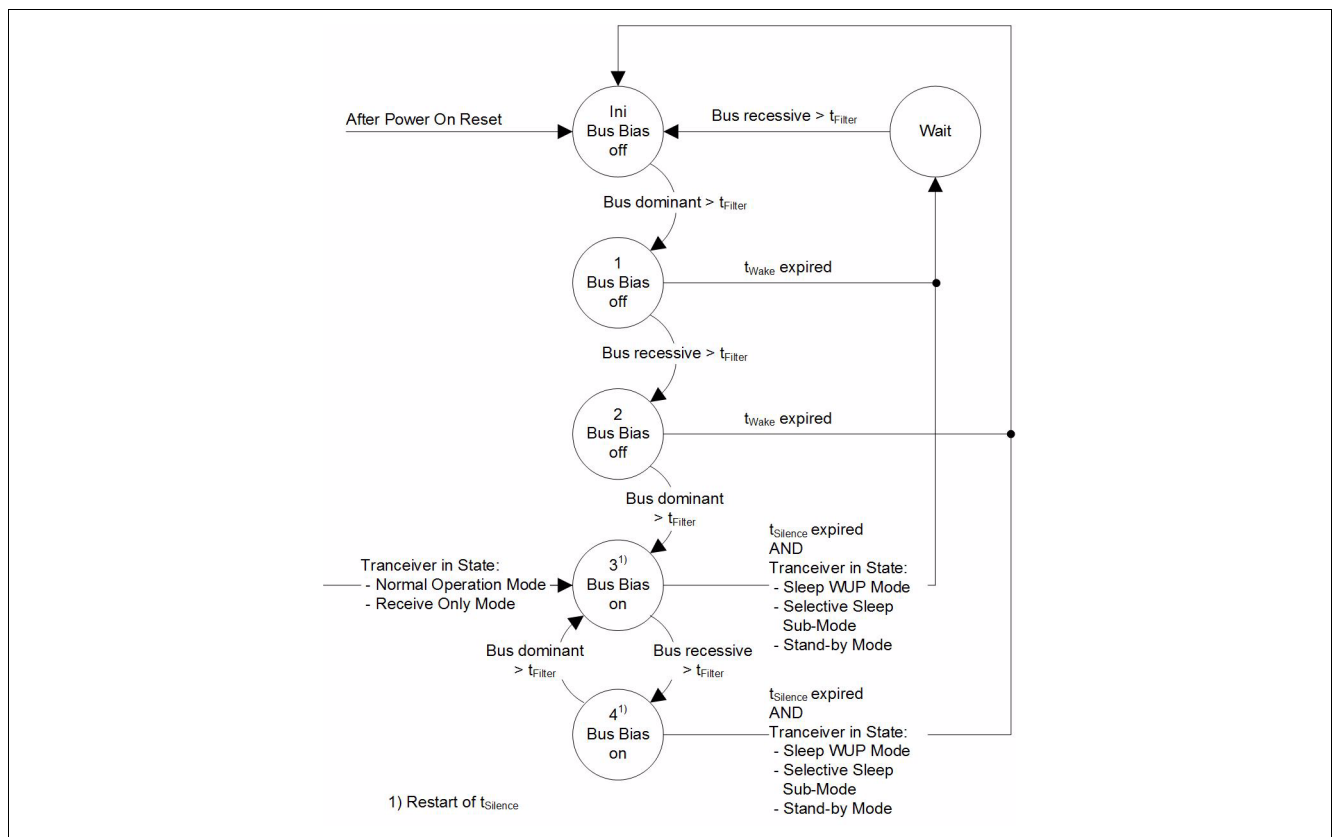 After Power On Reset
Ini
Bus Bias
off
Bus recessive > tFilter
Wait
Bus dominant > tFilter
1
Bus Bias
off
tWake expired
Bus recessive > tFilter
2
Bus Bias
off
tWake expired
Bus dominant
> tFilter
Tranceiver in State:
- Normal Operation Mode
- Receive Only Mode
31)
Bus Bias
on
tSilence expired
AND
Tranceiver in State:
- Sleep WUP Mode
- Selective Sleep
Sub-Mode
- Stand-by Mode
Bus dominant
> tFilter
Bus recessive
> tFilter
41)
Bus Bias
on
tSilence expired
AND
Tranceiver in State:
- Sleep WUP Mode
- Selective Sleep
Sub-Mode
- Stand-by Mode
1) Restart of tSilence